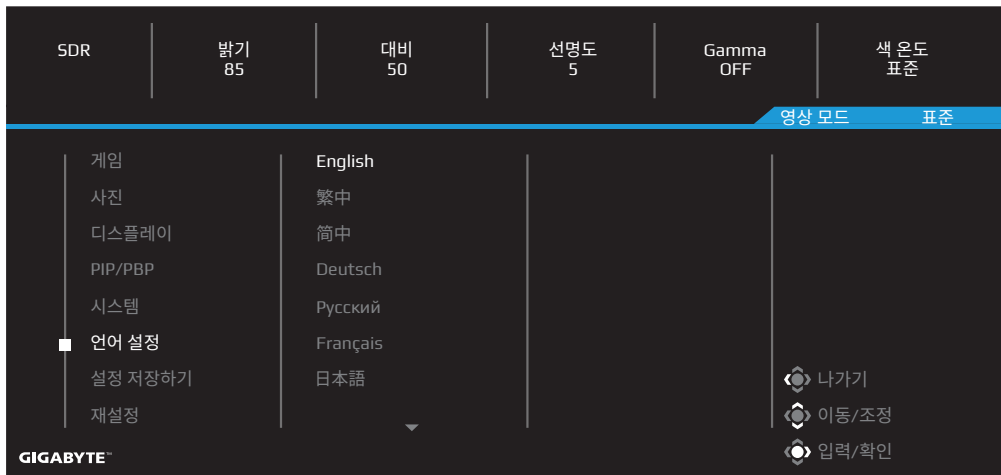 SDR
밝기
85
대비
50
선명도
5
Gamma
OFF
색 온도
표준
영상 모드 표준
게임
사진
디스플레이
PIP/PBP
시스템
언어 설정
설정 저장하기
재설정
English
繁中
简中
Deutsch
Русский
Français
日本語
나가기
이동/조정
입력/확인
GIGABYTE™